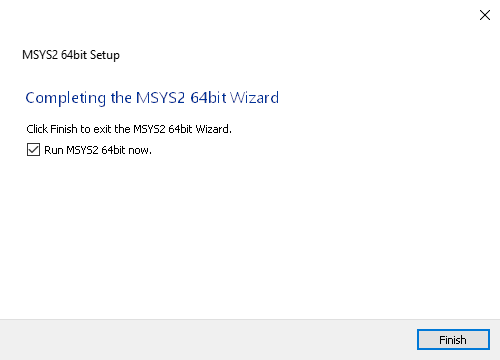 MSYS2 64bit Setup
Completing the MSYS2 64bit Wizard
Click Finish to exit the MSYS2 64bit Wizard.
Run MSYS2 64bit now.
Finish